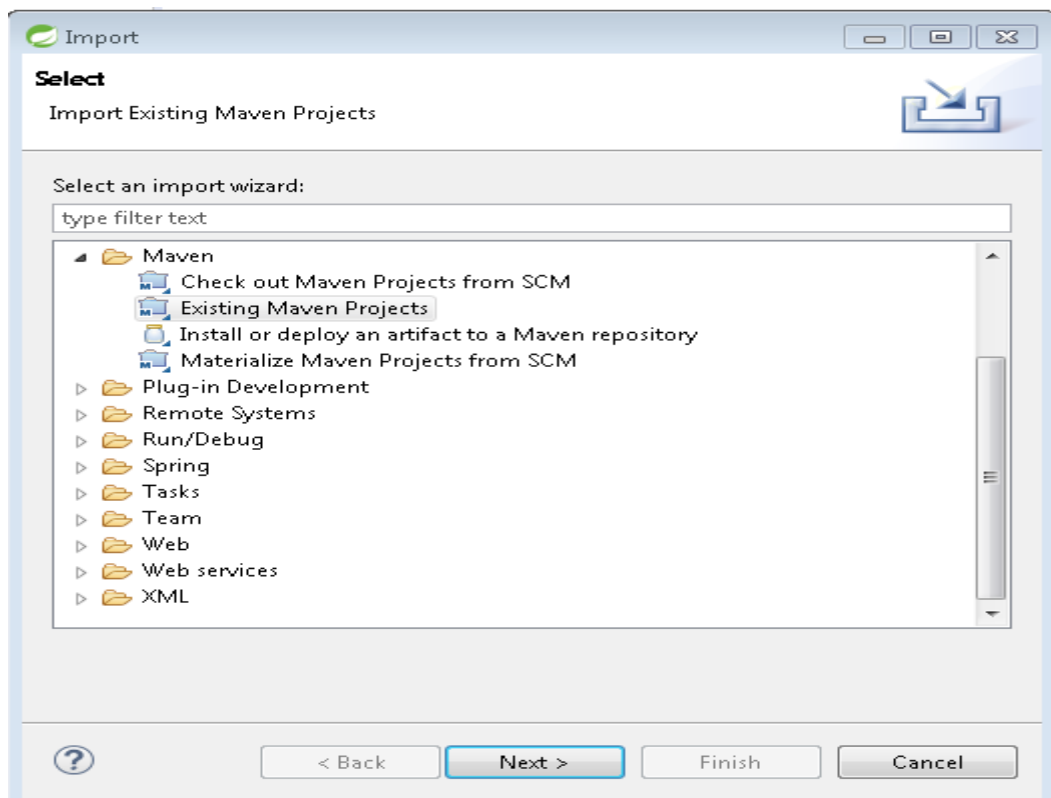 Import
Select
Import Existing Maven Projects
Select an import wizard:
type filter text
Maven
Check out Maven Projects from SCM
Existing Maven Projects
Install or deploy an artifact to a Maven repository
Materialize Maven Projects from SCM
Plug-in Development
Remote Systems
Run/Debug
Spring
Tasks
Team
Web
Web services
XML
? < Back Next > Finish Cancel